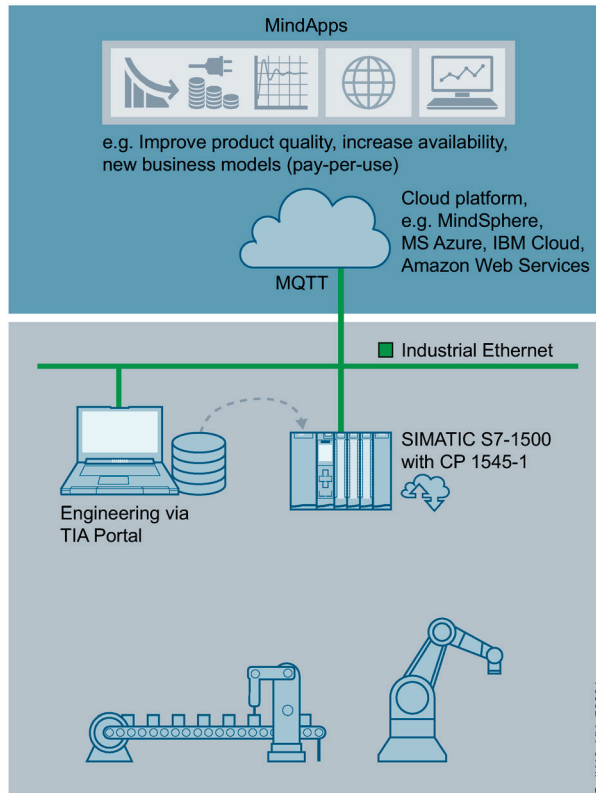 MindApps
e.g. Improve product quality, increase availability,
new business models (pay-per-use)
Cloud platform,
e.g. MindSphere,
MS Azure, IBM Cloud,
Amazon Web Services
MQTT
Industrial Ethernet
SIMATIC S7-1500
with CP 1545-1
Engineering via
TIA Portal